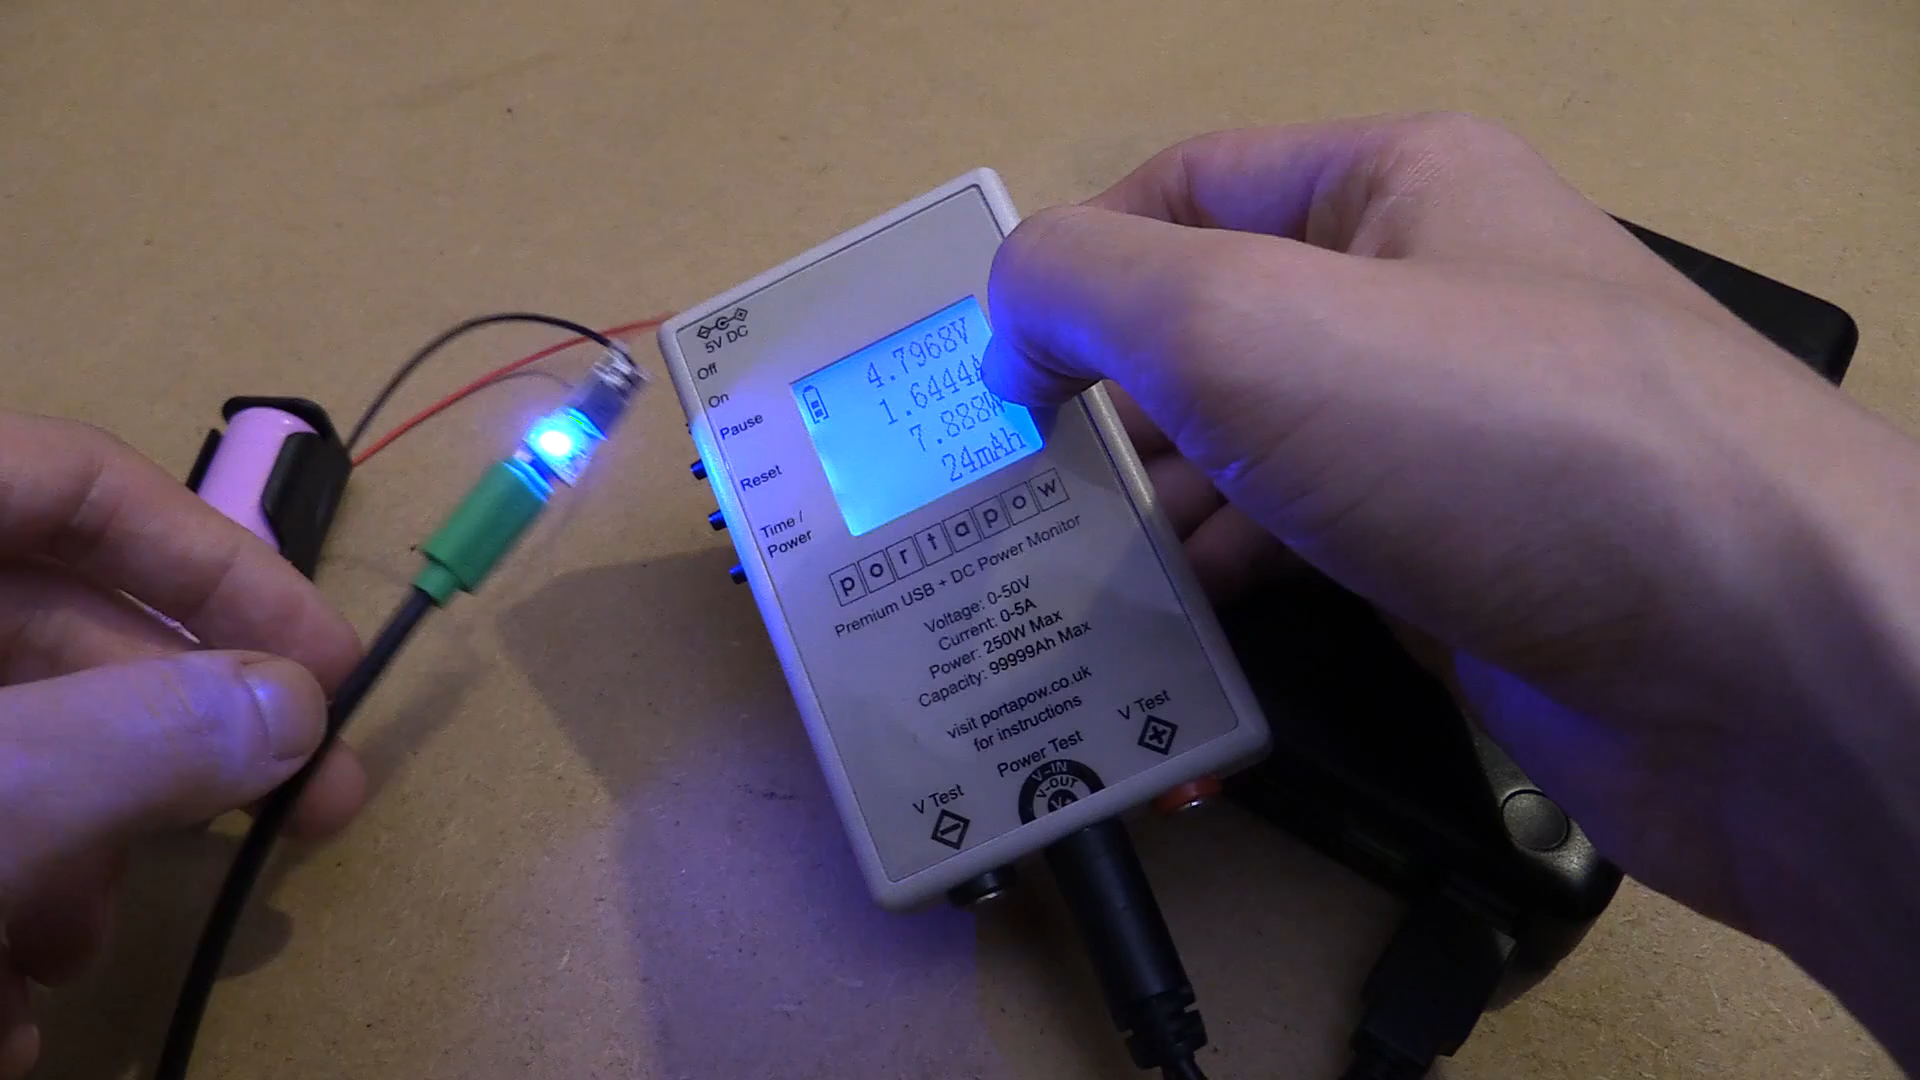 5V DC
Off
On
Pause
Reset
Time /
Power
4.7968V
1.6444A
7.888W
24mAh
portapow
Premium USB + DC Power Monitor
Voltage: 0-50V
Current: 0-5A
Power: 250W Max
Capacity: 99999Ah Max
visit portapow.co.uk
for instructions
Power Test
V Test
V Test
V-IN
V-OUT
V-